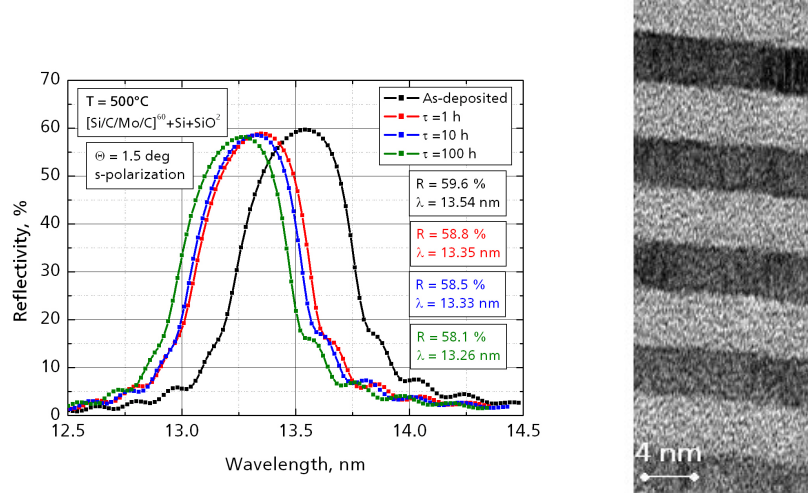 T = 500°C
[Si/C/Mo/C]⁶⁰+Si+SiO²
Θ = 1.5 deg
s-polarization
As-deposited
τ =1 h
τ =10 h
τ =100 h
R = 59.6 %
λ = 13.54 nm
R = 58.8 %
λ = 13.35 nm
R = 58.5 %
λ = 13.33 nm
R = 58.1 %
λ = 13.26 nm
Reflectivity, %
70
60
50
40
30
20
10
0
12.5 13.0 13.5 14.0 14.5
Wavelength, nm
4 nm